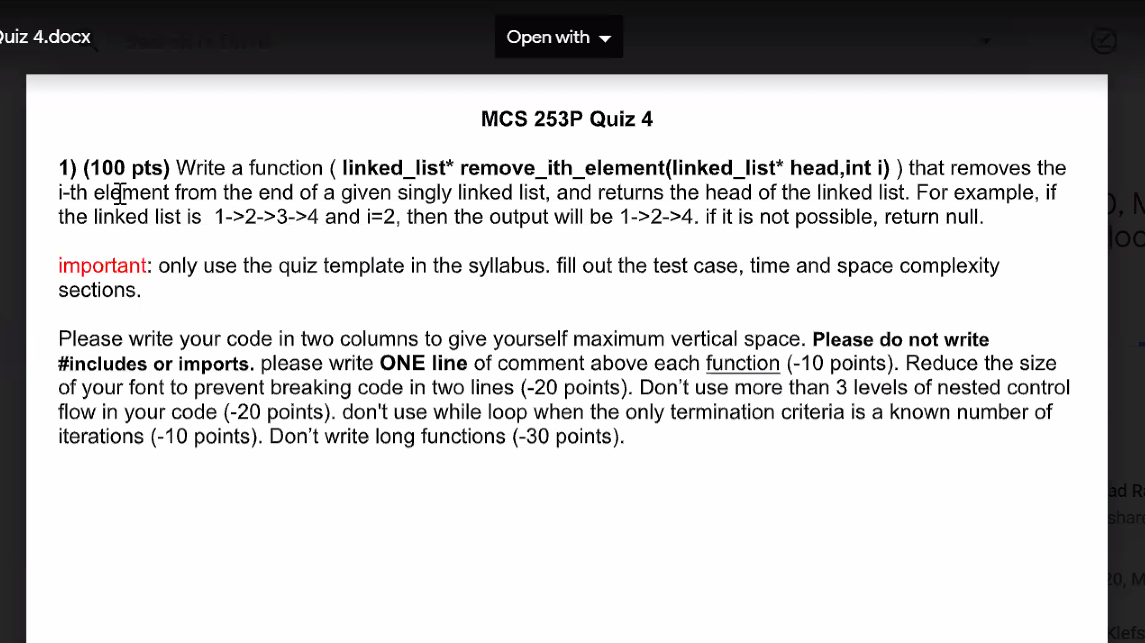 Quiz 4.docx
Open with
MCS 253P Quiz 4
1) (100 pts) Write a function ( linked_list* remove_ith_element(linked_list* head,int i) ) that removes the
i-th element from the end of a given singly linked list, and returns the head of the linked list. For example, if
the linked list is 1->2->3->4 and i=2, then the output will be 1->2->4. if it is not possible, return null.
important: only use the quiz template in the syllabus. fill out the test case, time and space complexity
sections.
Please write your code in two columns to give yourself maximum vertical space. Please do not write
#includes or imports. please write ONE line of comment above each function (-10 points). Reduce the size
of your font to prevent breaking code in two lines (-20 points). Don't use more than 3 levels of nested control
flow in your code (-20 points). don't use while loop when the only termination criteria is a known number of
iterations (-10 points). Don't write long functions (-30 points).